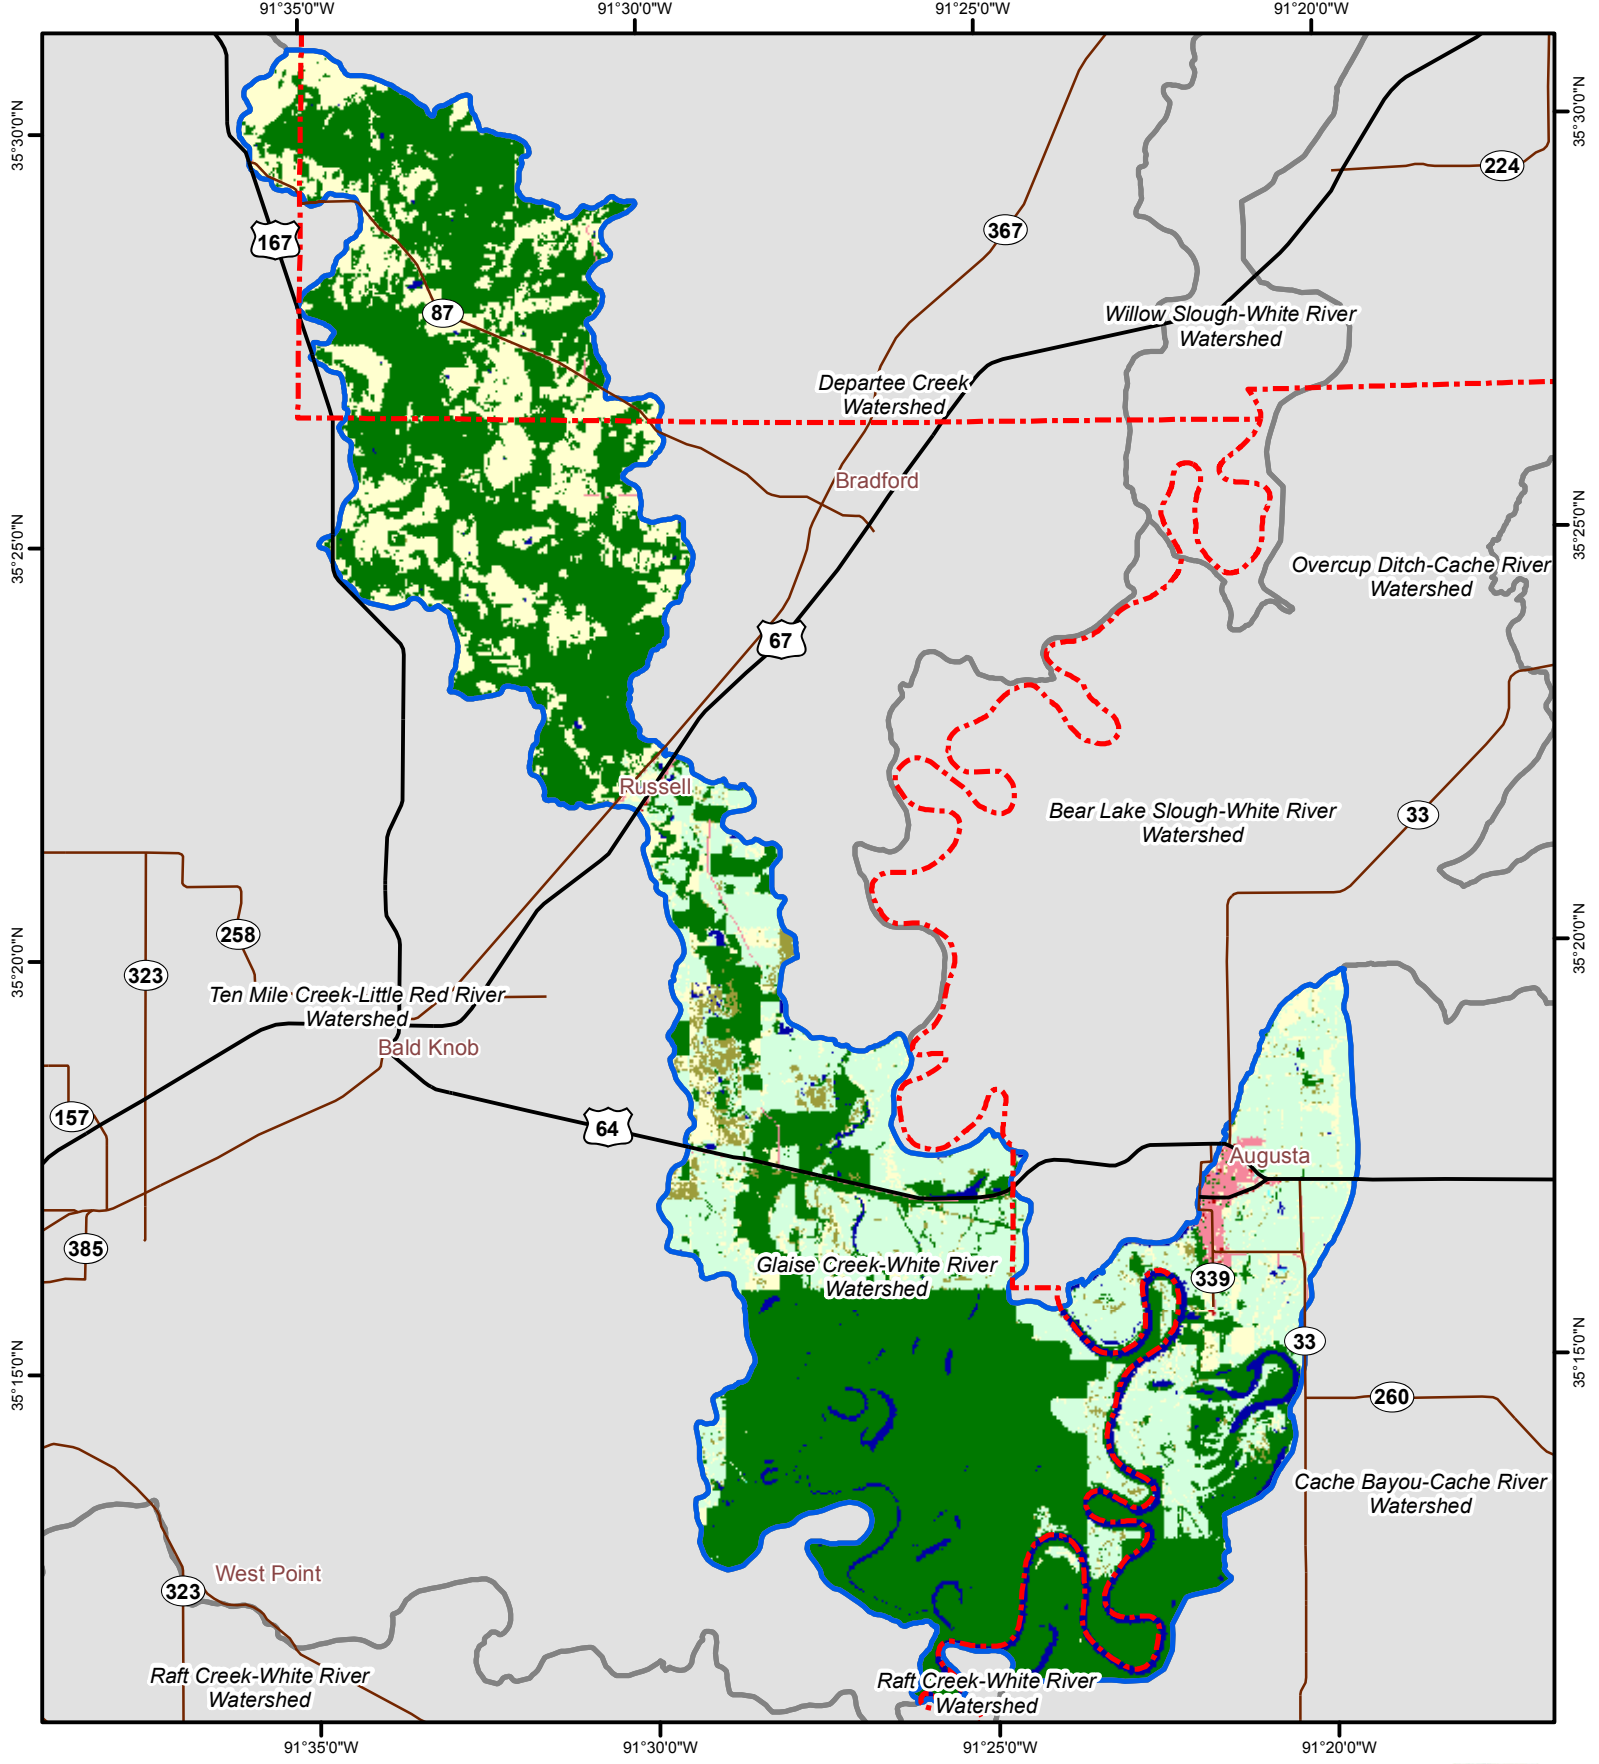 91°35'0"W
91°30'0"W
91°25'0"W
91°20'0"W
35°30'0"N
35°30'0"N
224
367
167
87
Willow Slough-White River
Watershed
Departee Creek
Watershed
Bradford
35°25'0"N
35°25'0"N
Overcup Ditch-Cache River
Watershed
67
Russell
Bear Lake Slough-White River
Watershed
33
258
323
35°20'0"N
35°20'0"N
Ten Mile Creek-Little Red River
Watershed
Bald Knob
157
64
Augusta
385
Glaise Creek-White River
Watershed
339
33
35°15'0"N
35°15'0"N
260
Cache Bayou-Cache River
Watershed
West Point
323
Raft Creek-White River
Watershed
Raft Creek-White River
Watershed
91°35'0"W
91°30'0"W
91°25'0"W
91°20'0"W